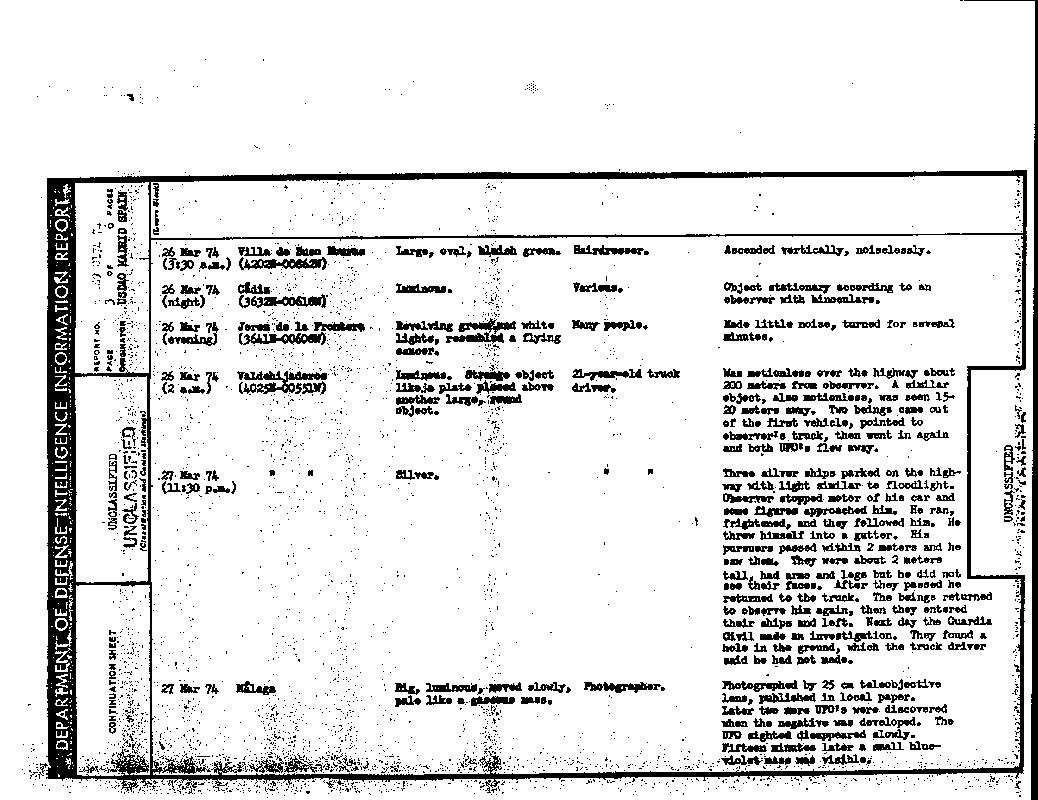 DEPARTMENT OF DEFENSE INTELLIGENCE INFORMATION REPORT
CONTINUATION SHEET
UNCLASSIFIED
UNCLASSIFIED
(Classification and Control Markings)
REPORT NO.
PAGE 3 OF PAGES
ORIGINATOR USDAO MADRID SPAIN
(Leave Blank)
26 Mar 74 Villa de Large, oval, bluish green. Hairdresser. Ascended vertically, noiselessly.
(3:30 a.m.) (4202N-00862W)
26 Mar 74 Cádiz Luminous. Various. Object stationary according to an
(night) (3632N-00618W) observer with binoculars.
26 Mar 74 Jerez de la Frontera Revolving green and white Many people. Made little noise, turned for several
(evening) (3641N-00608W) lights, resembled a flying minutes.
saucer.
26 Mar 74 Valdehijaderos Luminous. Strange object 21-year-old truck Was motionless over the highway about
(2 a.m.) (4025N-00551W) like a plate placed above driver. 200 meters from observer. A similar
another large, round object, also motionless, was seen 15-
object. 20 meters away. Two beings came out
of the first vehicle, pointed to
observer's truck, then went in again
and both UFO's flew away.
27 Mar 74 " " Silver. " " Three silver ships parked on the high-
(11:30 p.m.) way with light similar to floodlight.
Observer stopped motor of his car and
some figures approached him. He ran,
frightened, and they followed him. He
threw himself into a gutter. His
pursuers passed within 2 meters and he
saw them. They were about 2 meters
tall, had arms and legs but he did not
see their faces. After they passed he
returned to the truck. The beings returned
to observe him again, then they entered
their ships and left. Next day the Guardia
Civil made an investigation. They found a
hole in the ground, which the truck driver
said he had not made.
27 Mar 74 Málaga Big, luminous, moved slowly, Photographer. Photographed by 25 cm teleobjective
pale like a gaseous mass. lens, published in local paper.
Later two more UFO's were discovered
when the negative was developed. The
UFO sighted disappeared slowly.
Fifteen minutes later a small blue-
violet mass was visible.
UNCLASSIFIED